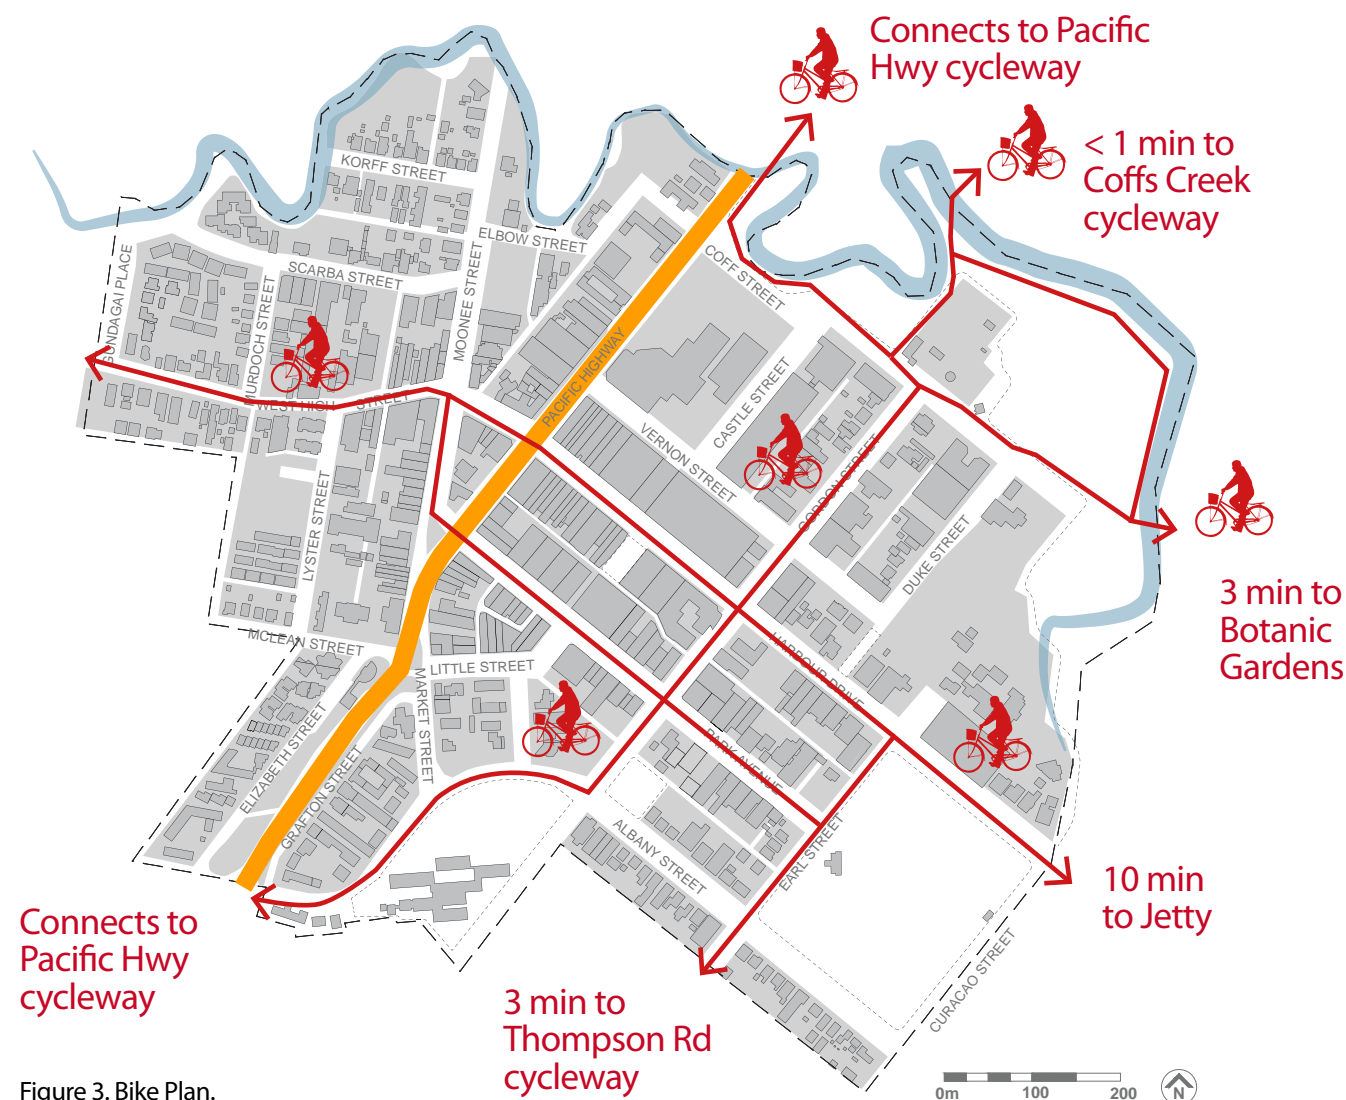 Connects to Pacific
Hwy cycleway
< 1 min to
Coffs Creek
cycleway
KORFF STREET
ELBOW STREET
SCARBA STREET
GUNDAGAI PLACE
MURDOCH STREET
MOONEE STREET
COFF STREET
PACIFIC HIGHWAY
WEST HIGH STREET
CASTLE STREET
VERNON STREET
GORDON STREET
LYSTER STREET
DUKE STREET
3 min to
Botanic
Gardens
MCLEAN STREET
LITTLE STREET
MARKET STREET
HARBOUR DRIVE
ELIZABETH STREET
GRAFTON STREET
PARK AVENUE
ALBANY STREET
EARL STREET
10 min
to Jetty
Connects to
Pacific Hwy
cycleway
CURACAO STREET
3 min to
Thompson Rd
cycleway
Figure 3. Bike Plan.
0m 100 200
N